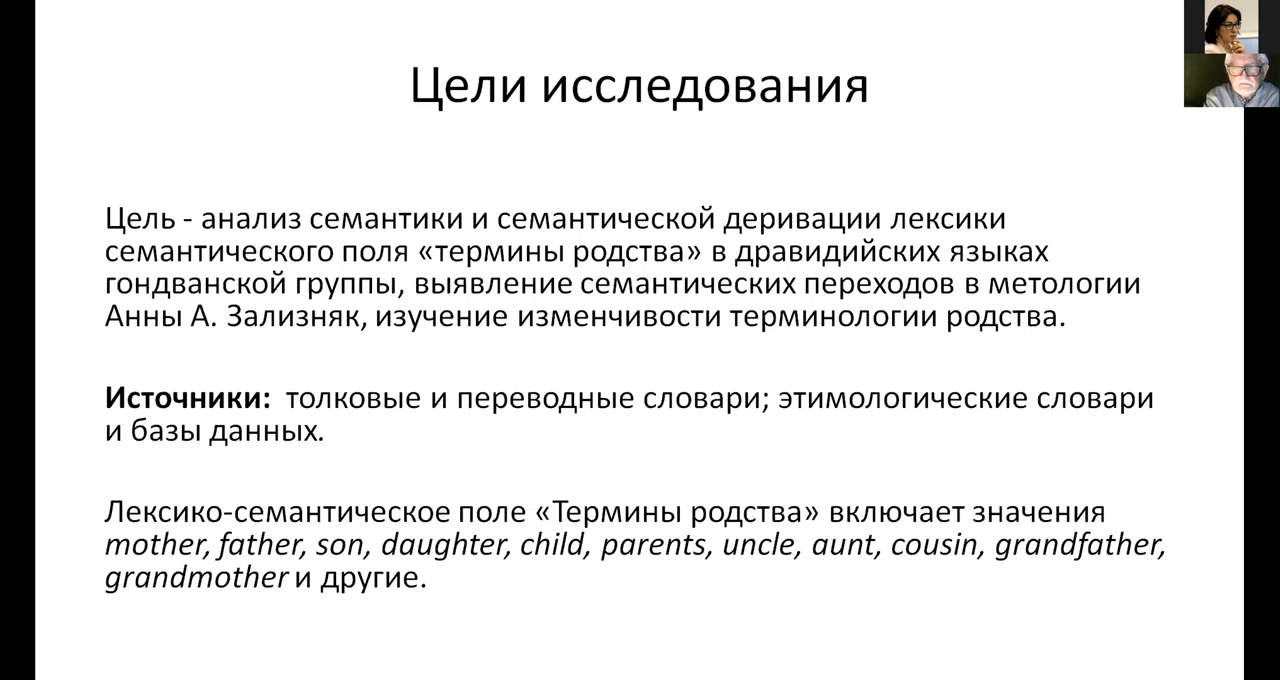 Цели исследования
Цель - анализ семантики и семантической деривации лексики
семантического поля «термины родства» в дравидийских языках
гондванской группы, выявление семантических переходов в метологии
Анны А. Зализняк, изучение изменчивости терминологии родства.
Источники: толковые и переводные словари; этимологические словари
и базы данных.
Лексико-семантическое поле «Термины родства» включает значения
mother, father, son, daughter, child, parents, uncle, aunt, cousin, grandfather,
grandmother и другие.